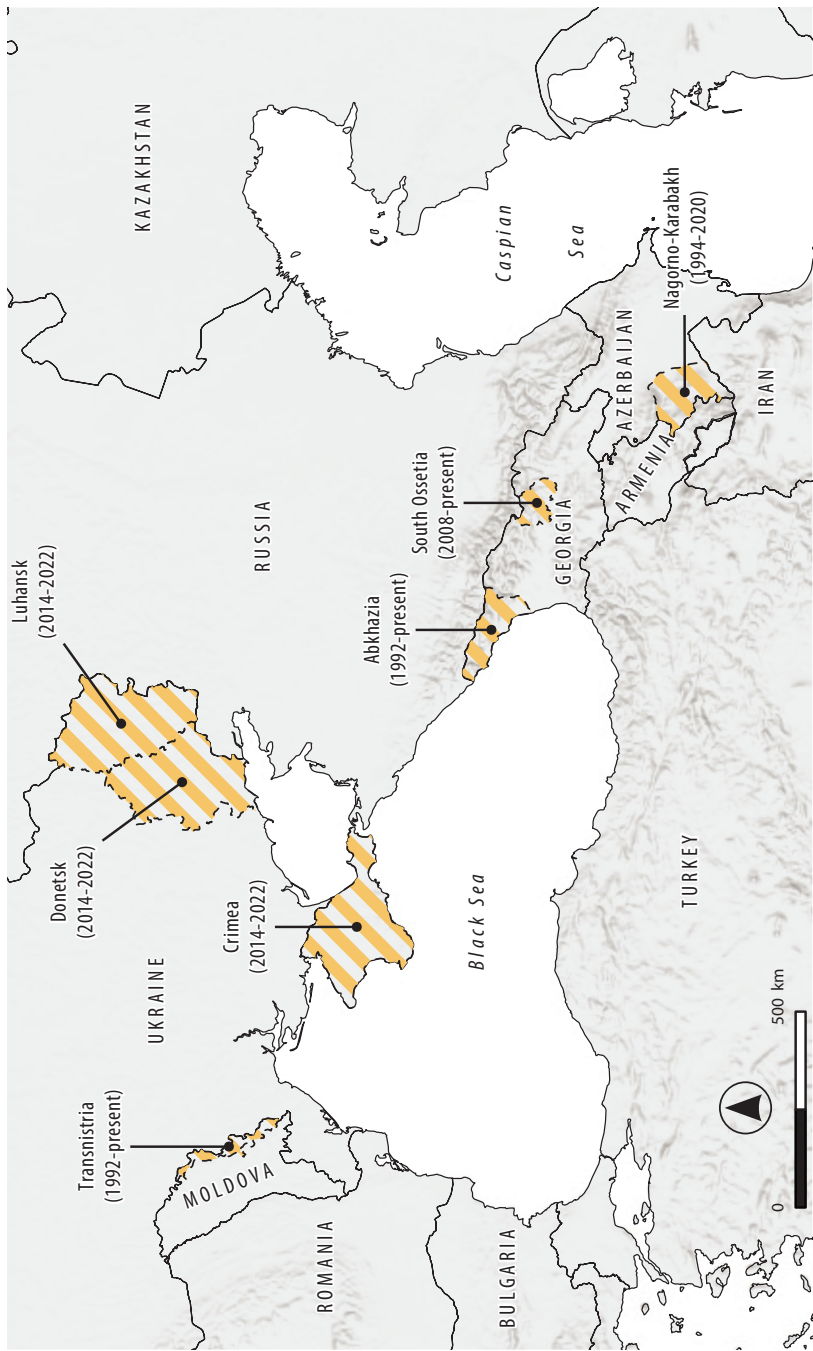 KAZAKHSTAN
Luhansk
(2014-2022)
RUSSIA
Donetsk
(2014-2022)
UKRAINE
Transnistria
(1992-present)
MOLDOVA
Crimea
(2014-2022)
ROMANIA
BULGARIA
Black Sea
Abkhazia
(1992-present)
South Ossetia
(2008-present)
GEORGIA
Caspian
Sea
AZERBAIJAN
ARMENIA
Nagorno-Karabakh
(1994-2020)
IRAN
TURKEY
0
500 km